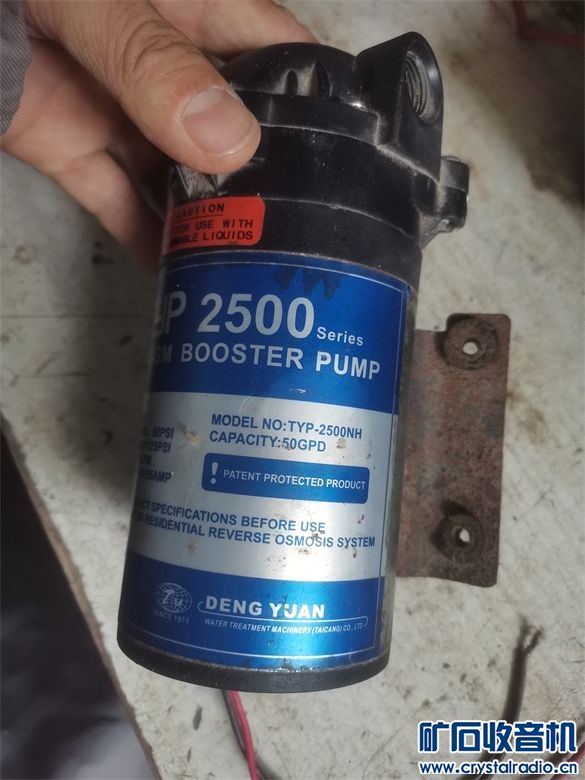 CAUTION
FOR USE WITH
LIQUIDS
2500 Series
BOOSTER PUMP
MODEL NO:TYP-2500NH
CAPACITY:50GPD
! PATENT PROTECTED PRODUCT
SPECIFICATIONS BEFORE USE
RESIDENTIAL REVERSE OSMOSIS SYSTEM
DENG YUAN
WATER TREATMENT MACHINERY (TAICANG) CO., LTD
SINCE 1971
矿石收音机
www.crystalradio.cn